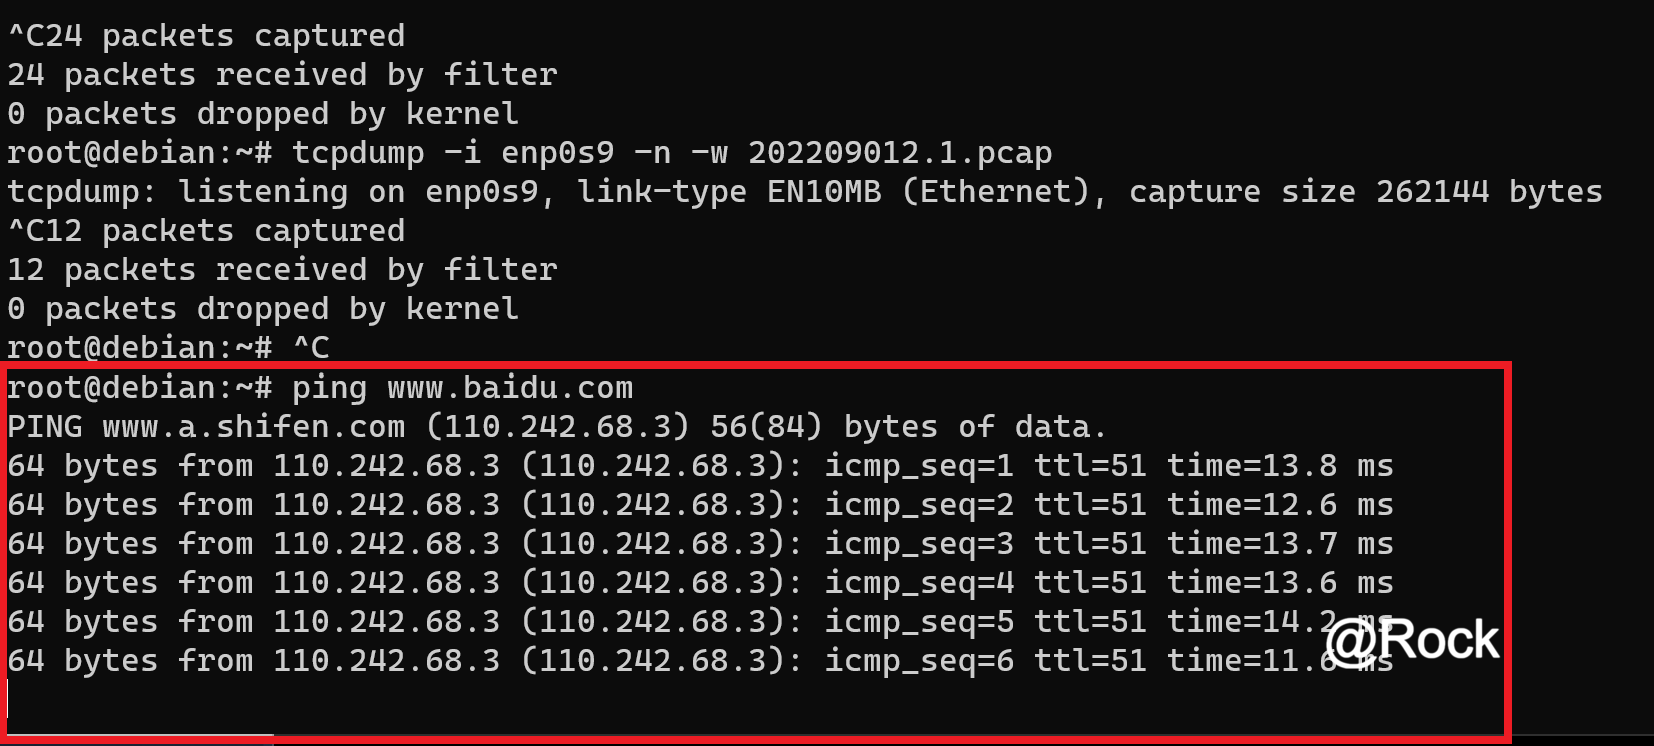 ^C24 packets captured
24 packets received by filter
0 packets dropped by kernel
root@debian:~# tcpdump -i enp0s9 -n -w 202209012.1.pcap
tcpdump: listening on enp0s9, link-type EN10MB (Ethernet), capture size 262144 bytes
^C12 packets captured
12 packets received by filter
0 packets dropped by kernel
root@debian:~# ^C
root@debian:~# ping www.baidu.com
PING www.a.shifen.com (110.242.68.3) 56(84) bytes of data.
64 bytes from 110.242.68.3 (110.242.68.3): icmp_seq=1 ttl=51 time=13.8 ms
64 bytes from 110.242.68.3 (110.242.68.3): icmp_seq=2 ttl=51 time=12.6 ms
64 bytes from 110.242.68.3 (110.242.68.3): icmp_seq=3 ttl=51 time=13.7 ms
64 bytes from 110.242.68.3 (110.242.68.3): icmp_seq=4 ttl=51 time=13.6 ms
64 bytes from 110.242.68.3 (110.242.68.3): icmp_seq=5 ttl=51 time=14.2 ms
64 bytes from 110.242.68.3 (110.242.68.3): icmp_seq=6 ttl=51 time=11.6 ms
@Rock